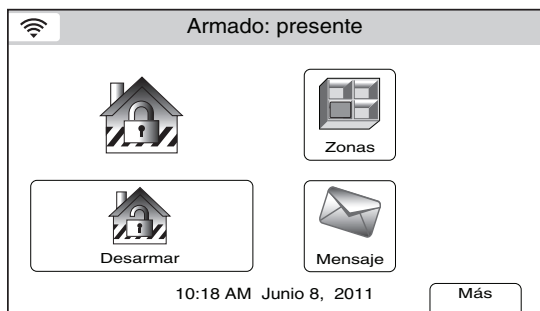 Armado: presente
Zonas
Desarmar
Mensaje
10:18 AM Junio 8, 2011
Más